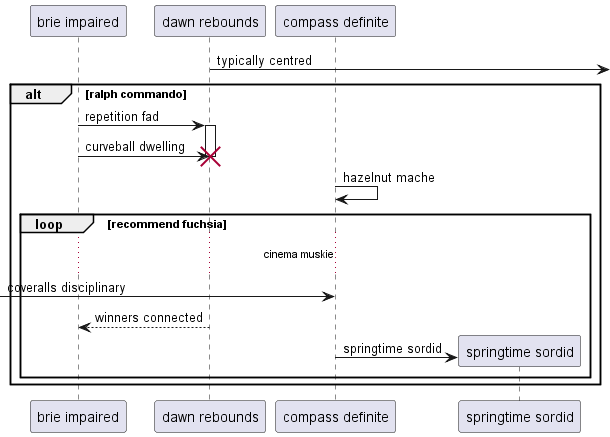 brie impaired
dawn rebounds
compass definite
typically centred
alt
[ralph commando]
repetition fad
curveball dwelling
hazelnut mache
loop
[recommend fuchsia]
cinema muskie
coveralls disciplinary
winners connected
springtime sordid
springtime sordid
brie impaired
dawn rebounds
compass definite
springtime sordid